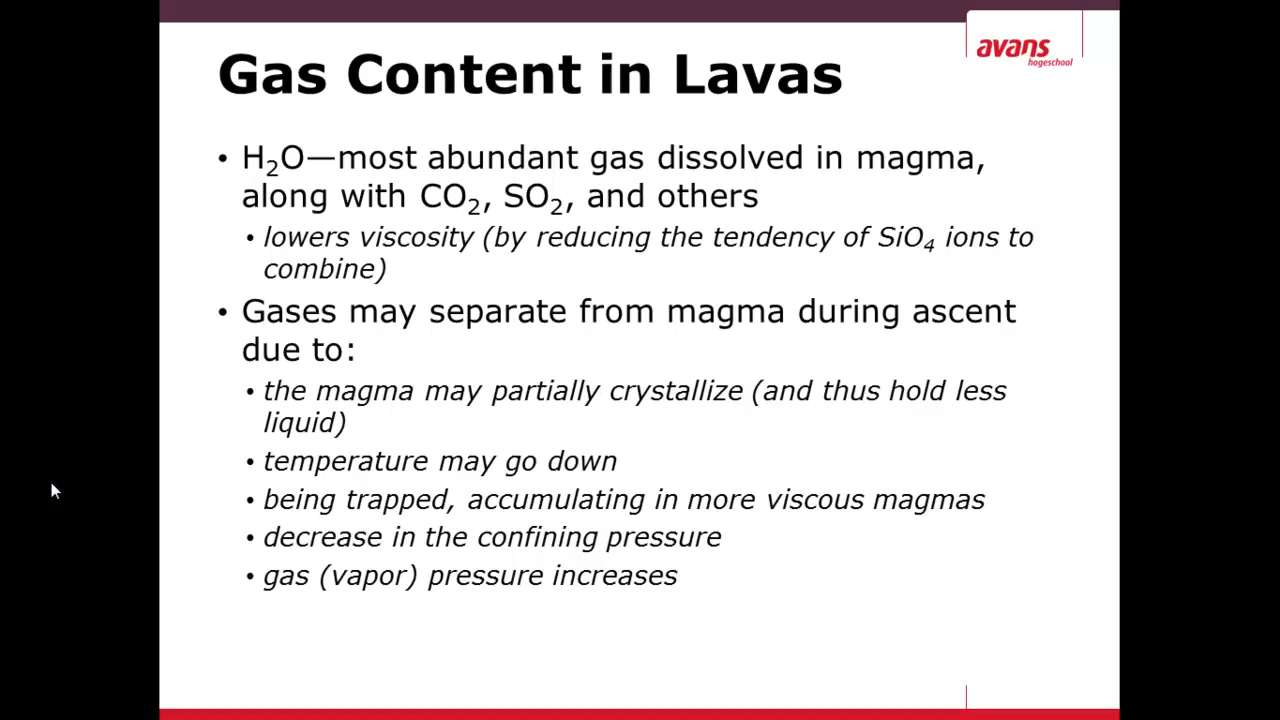 avans
hogeschool
Gas Content in Lavas
• H₂O—most abundant gas dissolved in magma,
along with CO₂, SO₂, and others
• lowers viscosity (by reducing the tendency of SiO₄ ions to
combine)
• Gases may separate from magma during ascent
due to:
• the magma may partially crystallize (and thus hold less
liquid)
• temperature may go down
• being trapped, accumulating in more viscous magmas
• decrease in the confining pressure
• gas (vapor) pressure increases